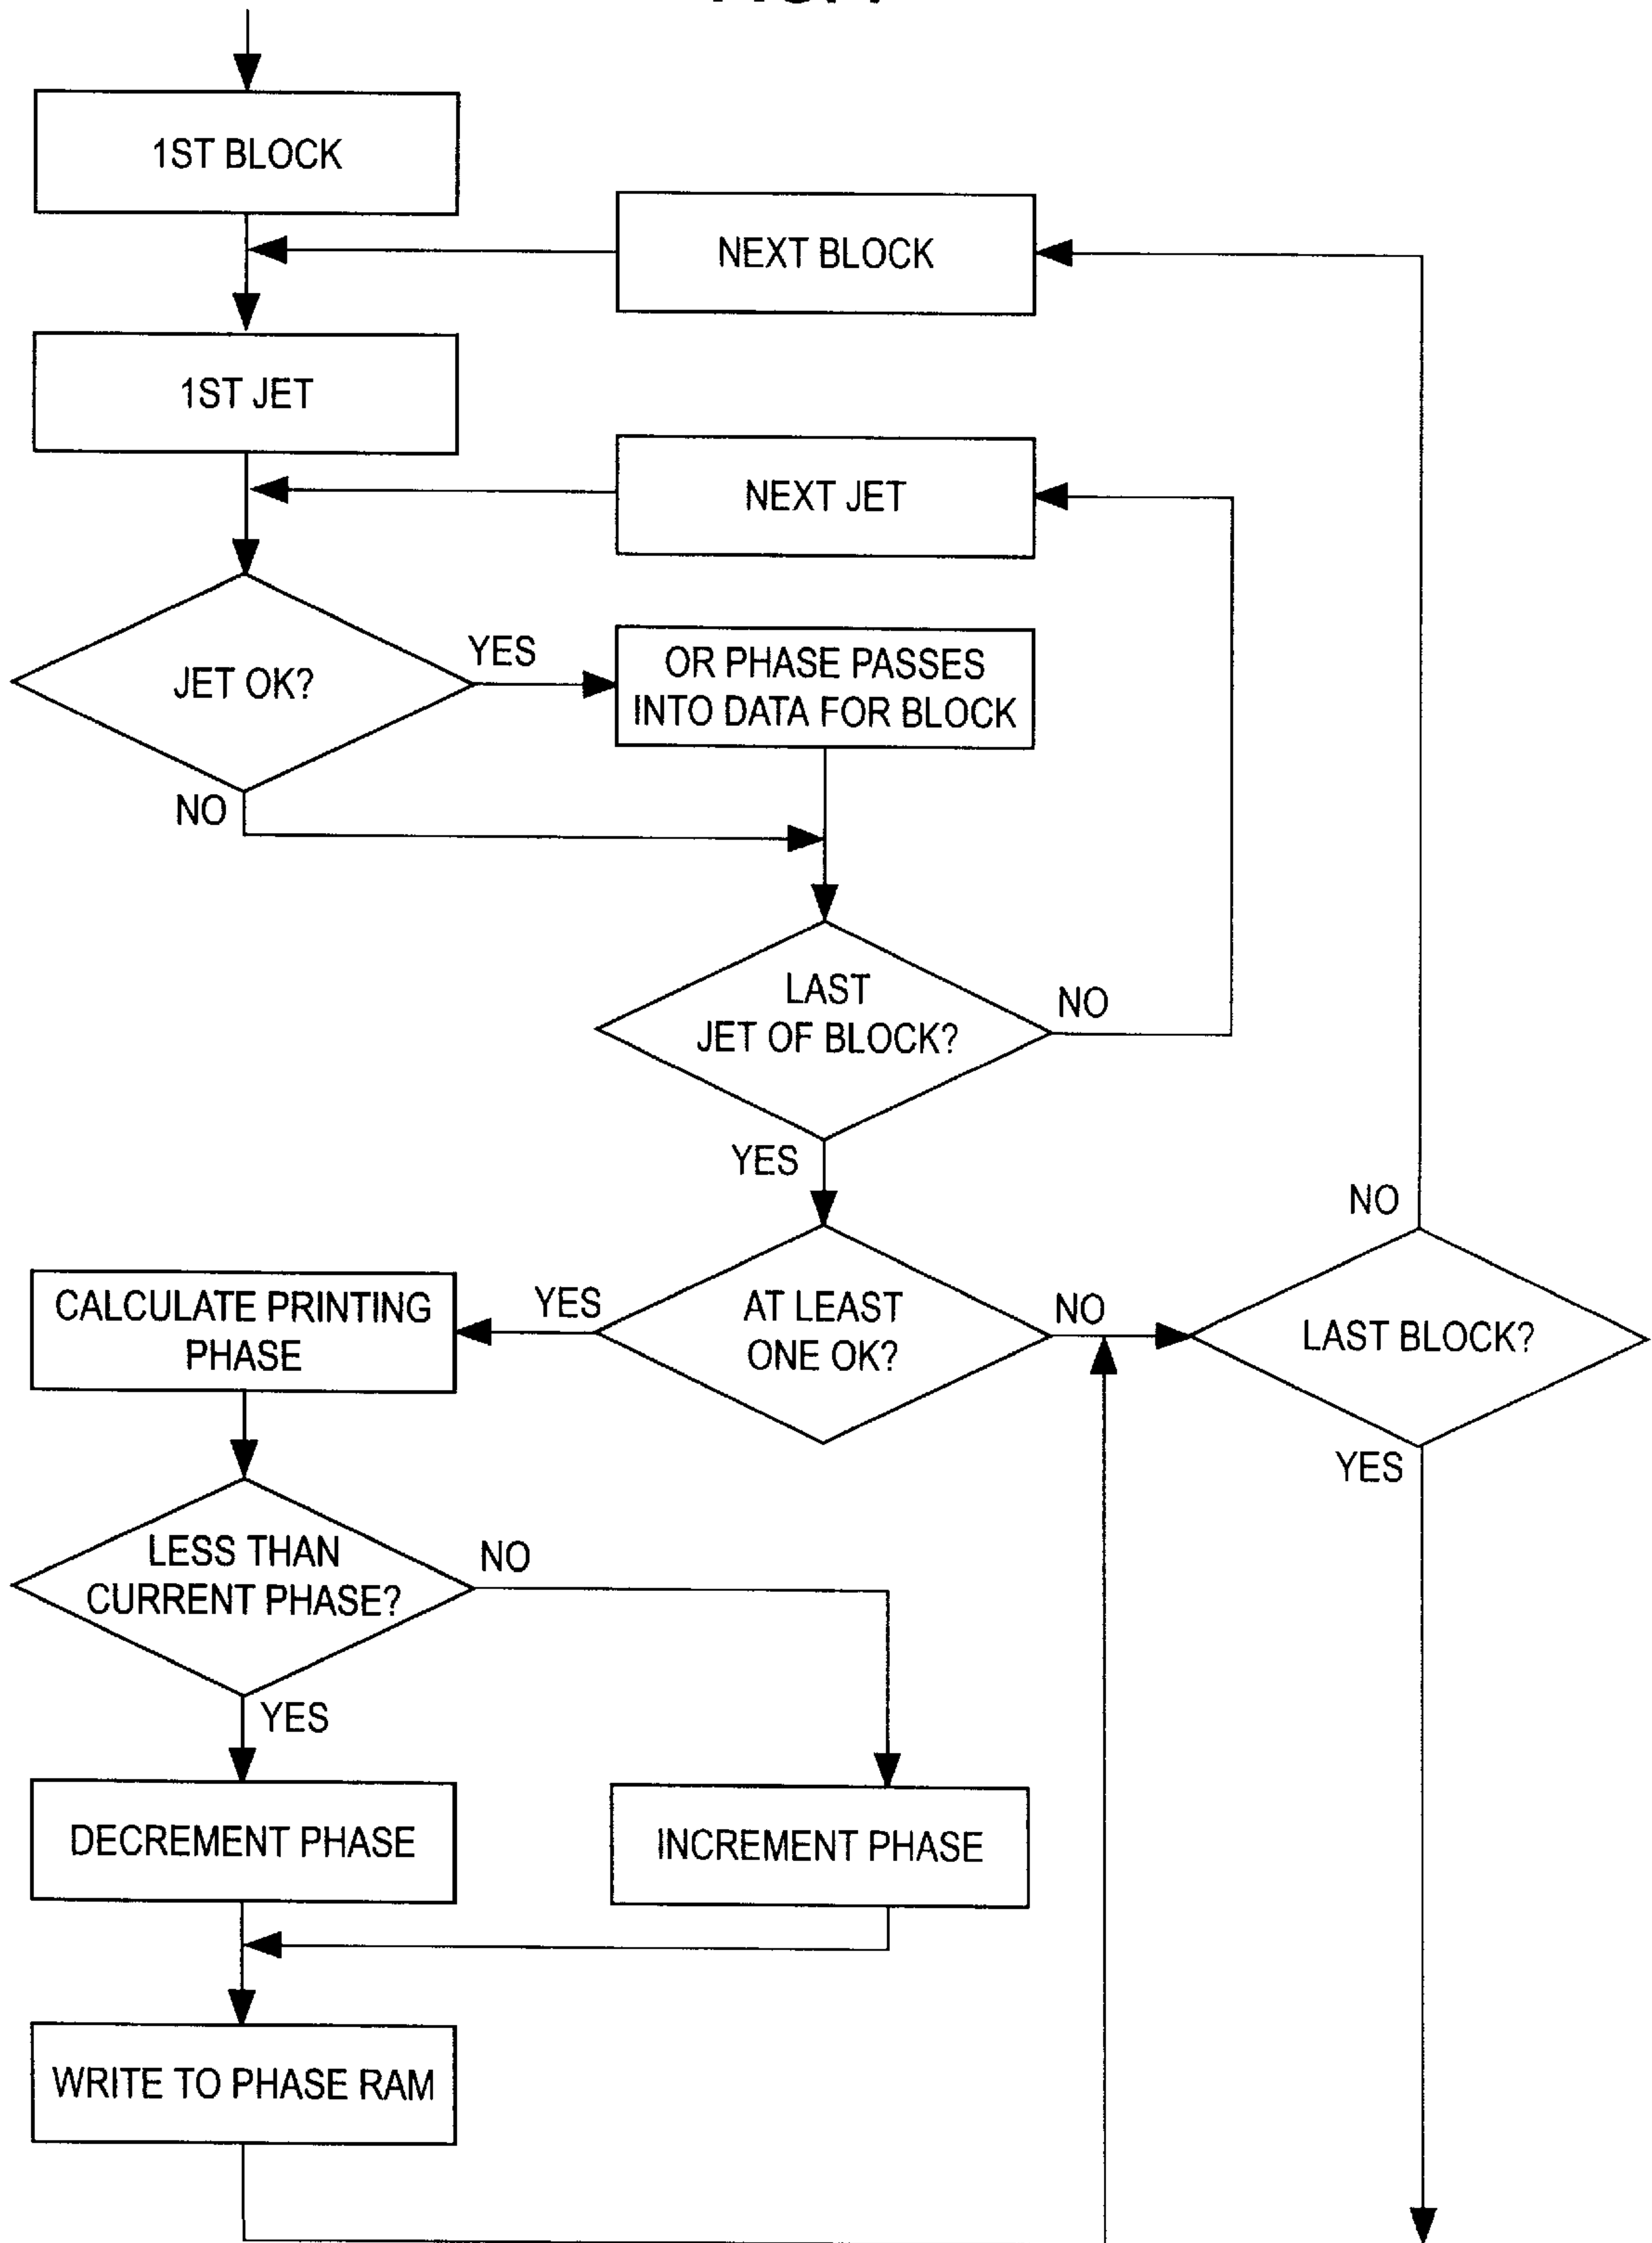 1ST BLOCK
NEXT BLOCK
1ST JET
NEXT JET
JET OK?
YES
OR PHASE PASSES
INTO DATA FOR BLOCK
NO
LAST
JET OF BLOCK?
NO
YES
NO
CALCULATE PRINTING
PHASE
YES
AT LEAST
ONE OK?
NO
LAST BLOCK?
YES
LESS THAN
CURRENT PHASE?
NO
YES
DECREMENT PHASE
INCREMENT PHASE
WRITE TO PHASE RAM